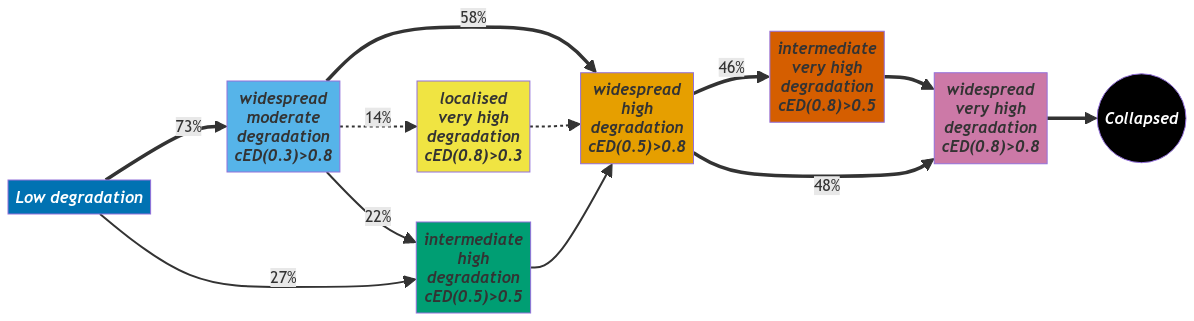 Low degradation
73%
27%
widespread
moderate
degradation
cED(0.3)>0.8
58%
14%
22%
localised
very high
degradation
cED(0.8)>0.3
intermediate
high
degradation
cED(0.5)>0.5
widespread
high
degradation
cED(0.5)>0.8
46%
48%
intermediate
very high
degradation
cED(0.8)>0.5
widespread
very high
degradation
cED(0.8)>0.8
Collapsed